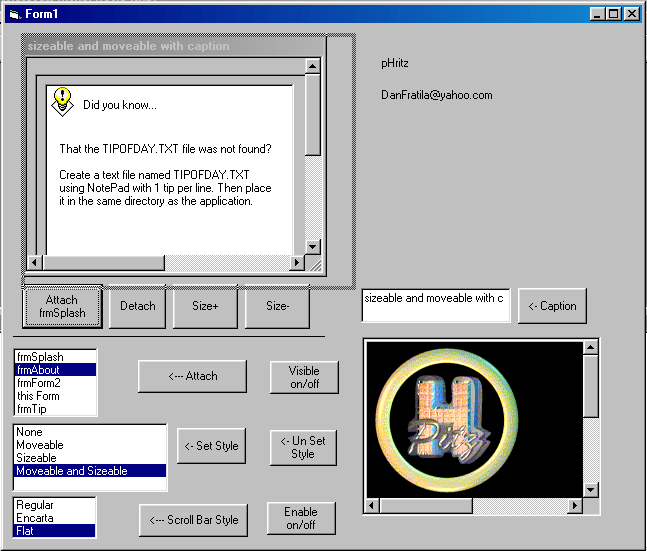 Form1
sizeable and moveable with caption
Did you know...
That the TIPOFDAY.TXT file was not found?
Create a text file named TIPOFDAY.TXT
using NotePad with 1 tip per line. Then place
it in the same directory as the application.
pHritz
DanFratila@yahoo.com
Attach
frmSplash
Detach
Size+
Size-
sizeable and moveable with c
<- Caption
frmSplash
frmAbout
frmForm2
this Form
frmTip
<--- Attach
Visible
on/off
None
Moveable
Sizeable
Moveable and Sizeable
<- Set Style
<- Un Set
Style
Regular
Encarta
Flat
<--- Scroll Bar Style
Enable
on/off
H